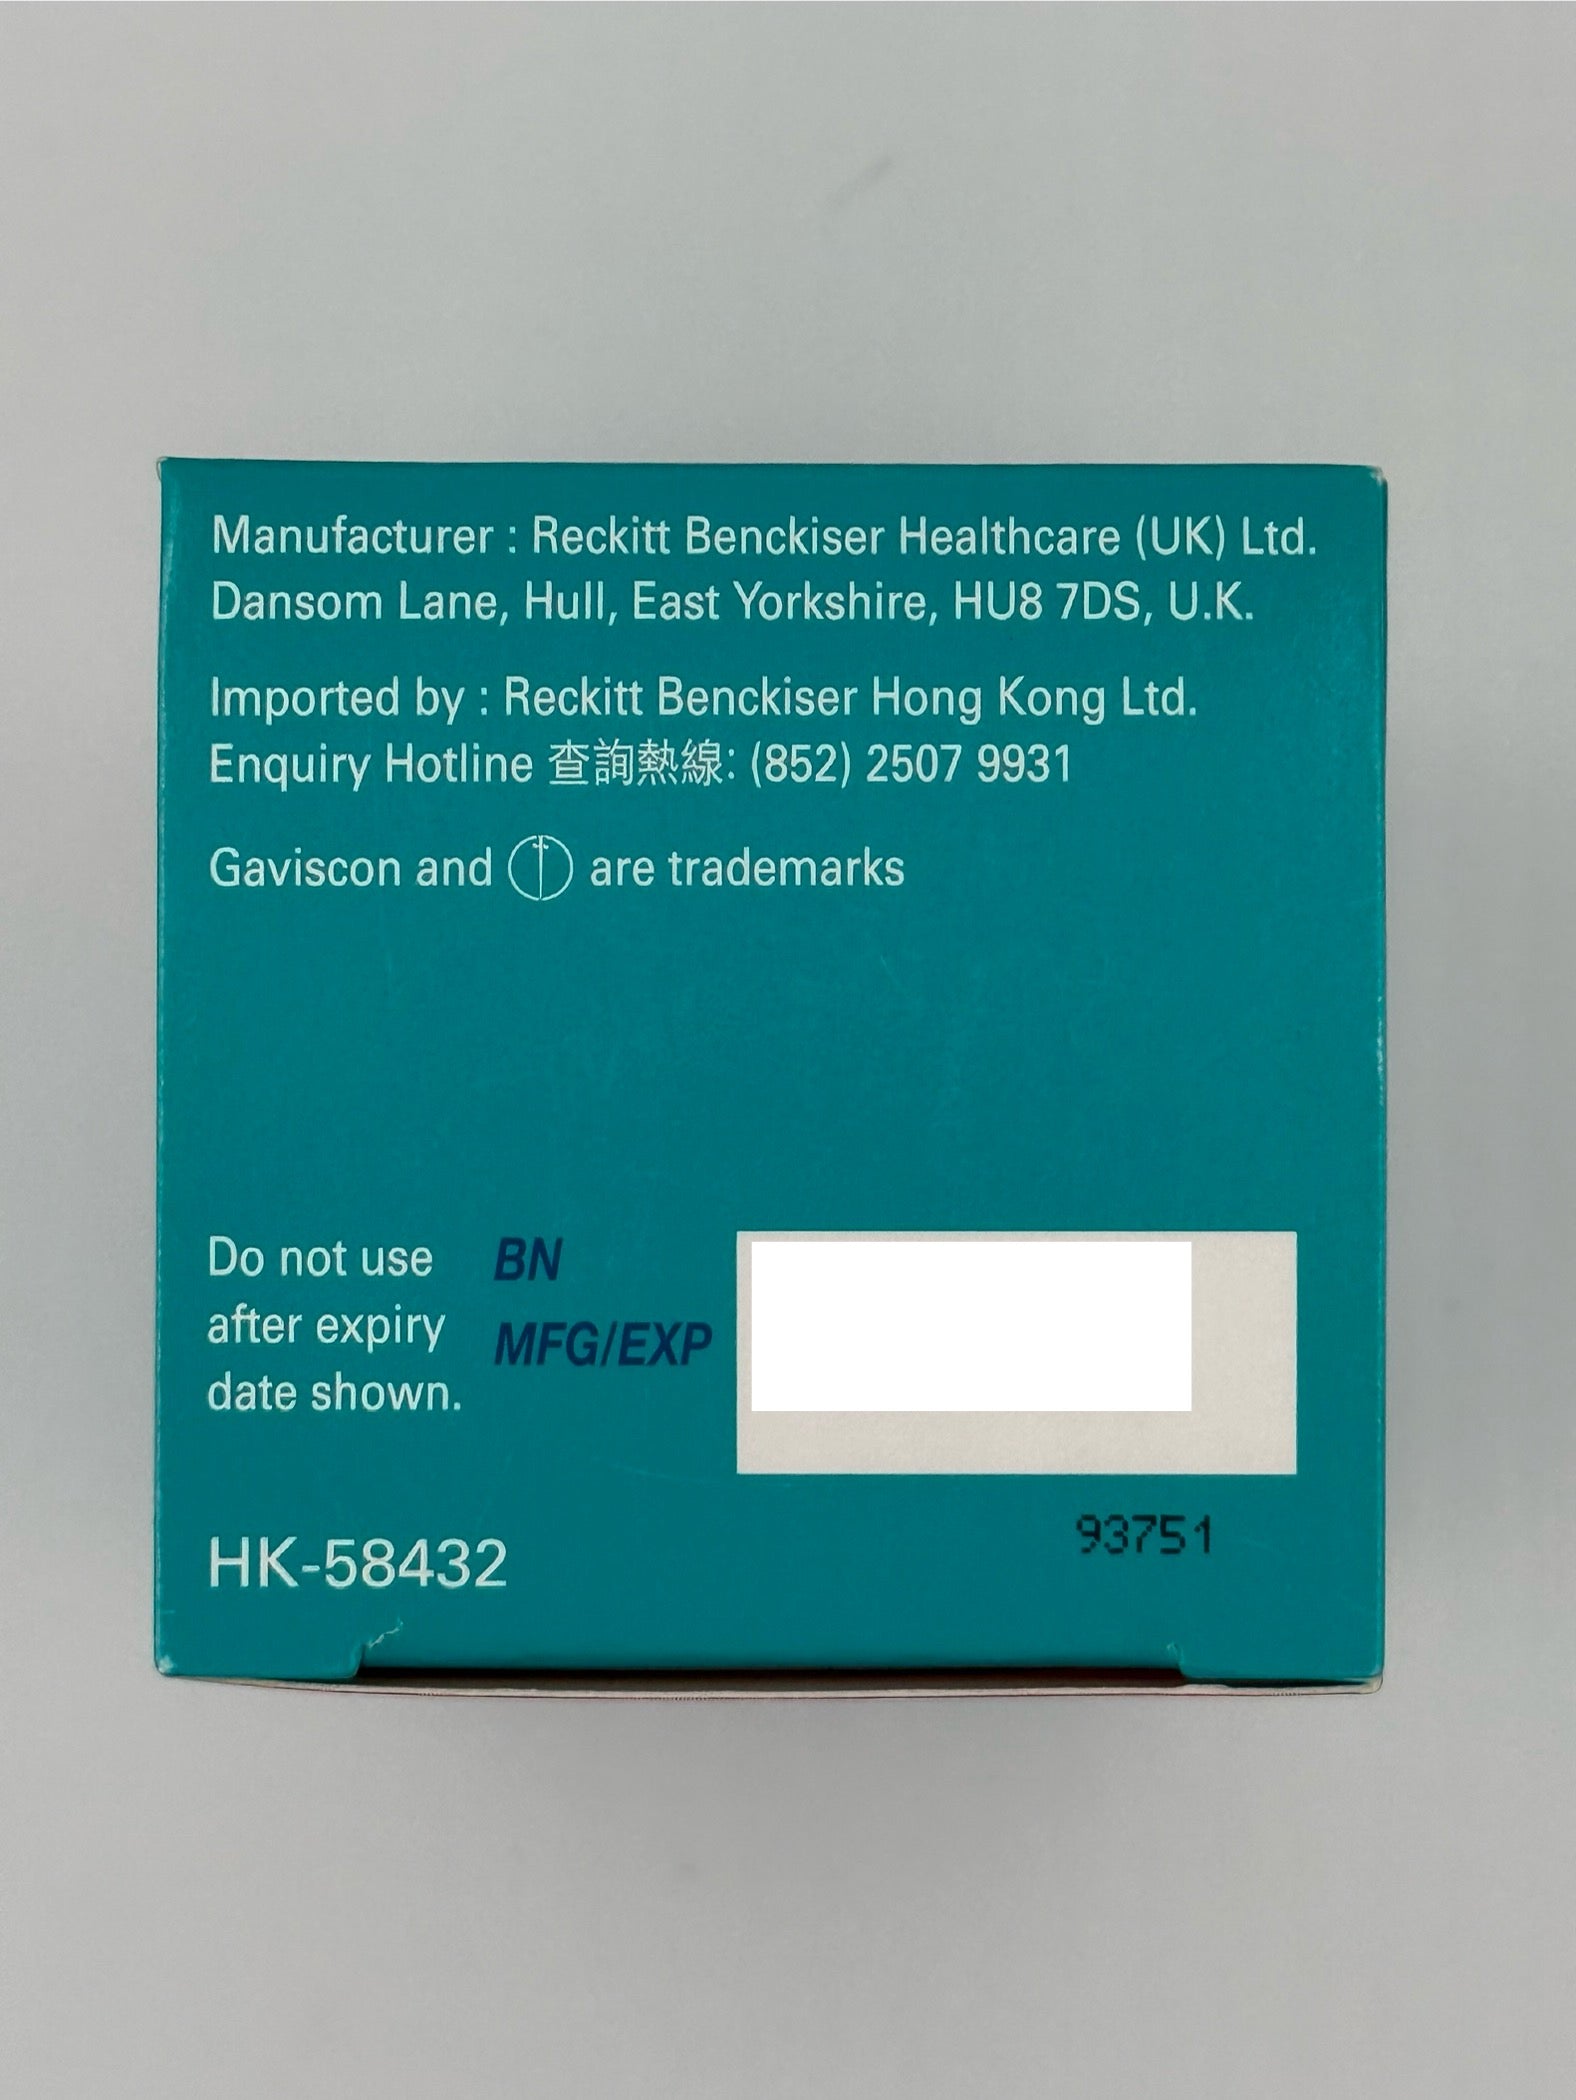 Manufacturer : Reckitt Benckiser Healthcare (UK) Ltd.
Dansom Lane, Hull, East Yorkshire, HU8 7DS, U.K.
Imported by : Reckitt Benckiser Hong Kong Ltd.
Enquiry Hotline 查詢熱線: (852) 2507 9931
Gaviscon and are trademarks
Do not use
after expiry
date shown.
BN
MFG/EXP
93751
HK-58432